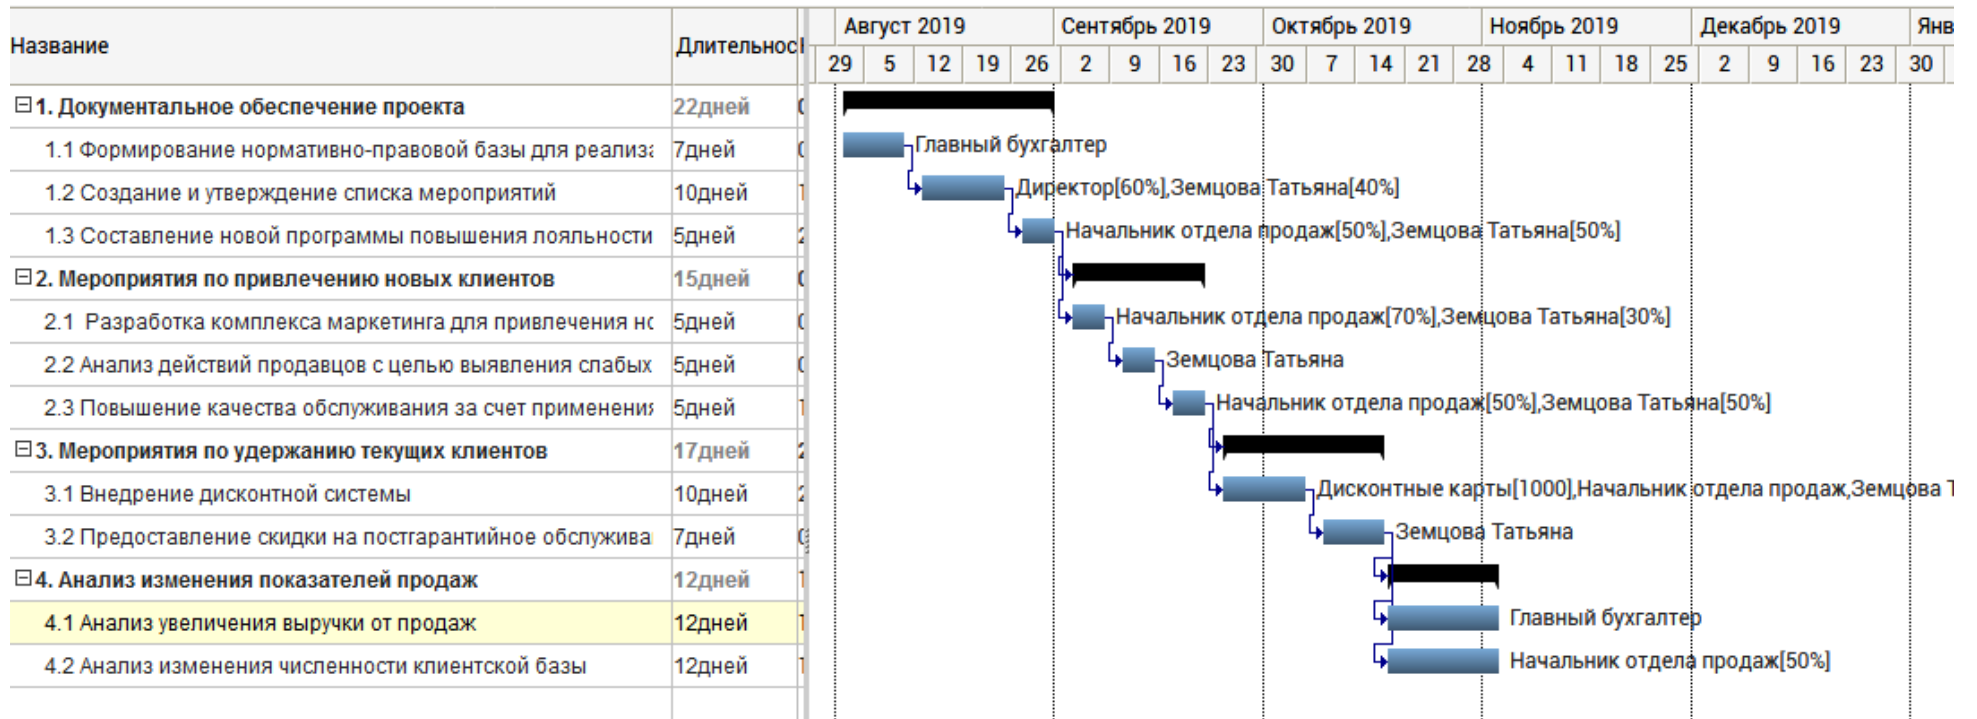 Название Длительнос Август 2019 Сентябрь 2019 Октябрь 2019 Ноябрь 2019 Декабрь 2019 Янв
29 5 12 19 26 2 9 16 23 30 7 14 21 28 4 11 18 25 2 9 16 23 30
1. Документальное обеспечение проекта 22дней
1.1 Формирование нормативно-правовой базы для реализа 7дней Главный бухгалтер
1.2 Создание и утверждение списка мероприятий 10дней Директор[60%],Земцова Татьяна[40%]
1.3 Составление новой программы повышения лояльности 5дней Начальник отдела продаж[50%],Земцова Татьяна[50%]
2. Мероприятия по привлечению новых клиентов 15дней
2.1 Разработка комплекса маркетинга для привлечения но 5дней Начальник отдела продаж[70%],Земцова Татьяна[30%]
2.2 Анализ действий продавцов с целью выявления слабых 5дней Земцова Татьяна
2.3 Повышение качества обслуживания за счет применения 5дней Начальник отдела продаж[50%],Земцова Татьяна[50%]
3. Мероприятия по удержанию текущих клиентов 17дней
3.1 Внедрение дисконтной системы 10дней Дисконтные карты[1000],Начальник отдела продаж,Земцова Т
3.2 Предоставление скидки на постгарантийное обслужива 7дней Земцова Татьяна
4. Анализ изменения показателей продаж 12дней
4.1 Анализ увеличения выручки от продаж 12дней Главный бухгалтер
4.2 Анализ изменения численности клиентской базы 12дней Начальник отдела продаж[50%]